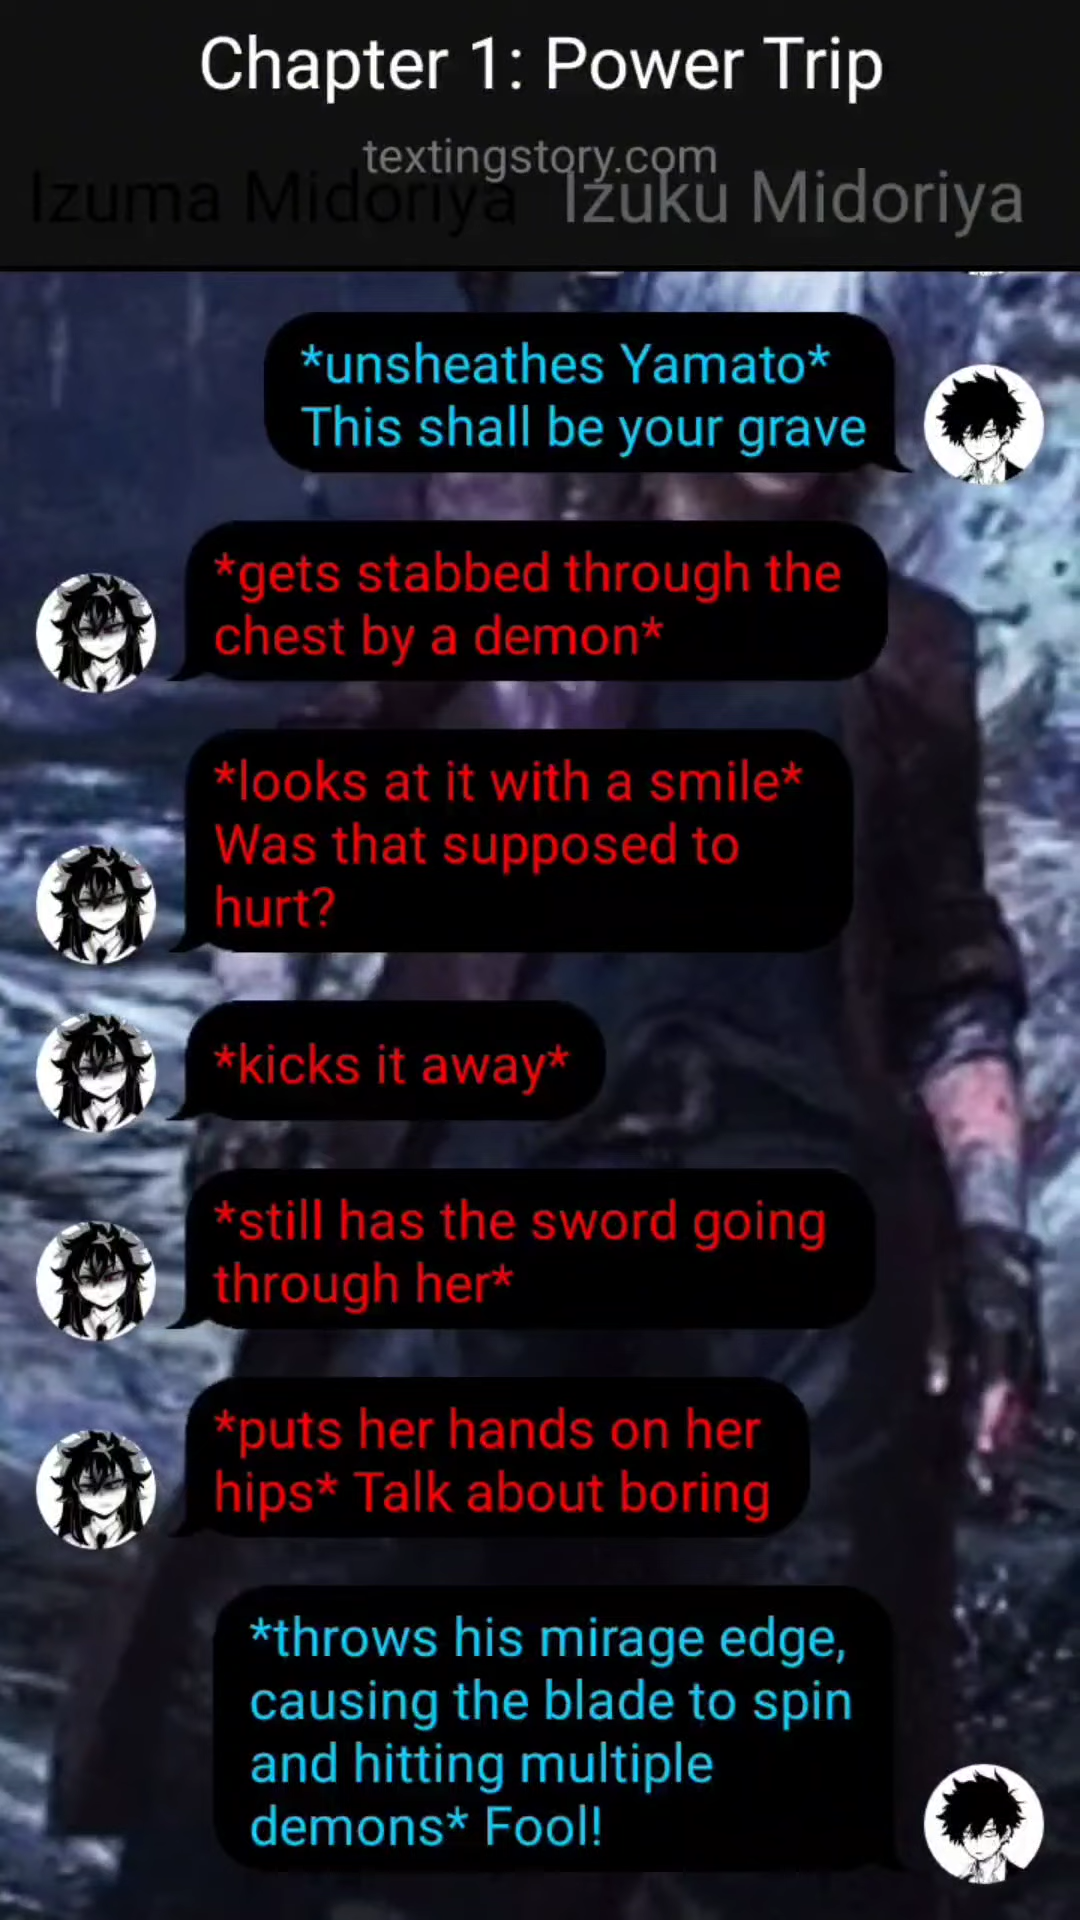 Chapter 1: Power Trip
textingstory.com
Izuma Midoriya Izuku Midoriya
*unsheathes Yamato*
This shall be your grave
*gets stabbed through the
chest by a demon*
*looks at it with a smile*
Was that supposed to
hurt?
*kicks it away*
*still has the sword going
through her*
*puts her hands on her
hips* Talk about boring
*throws his mirage edge,
causing the blade to spin
and hitting multiple
demons* Fool!